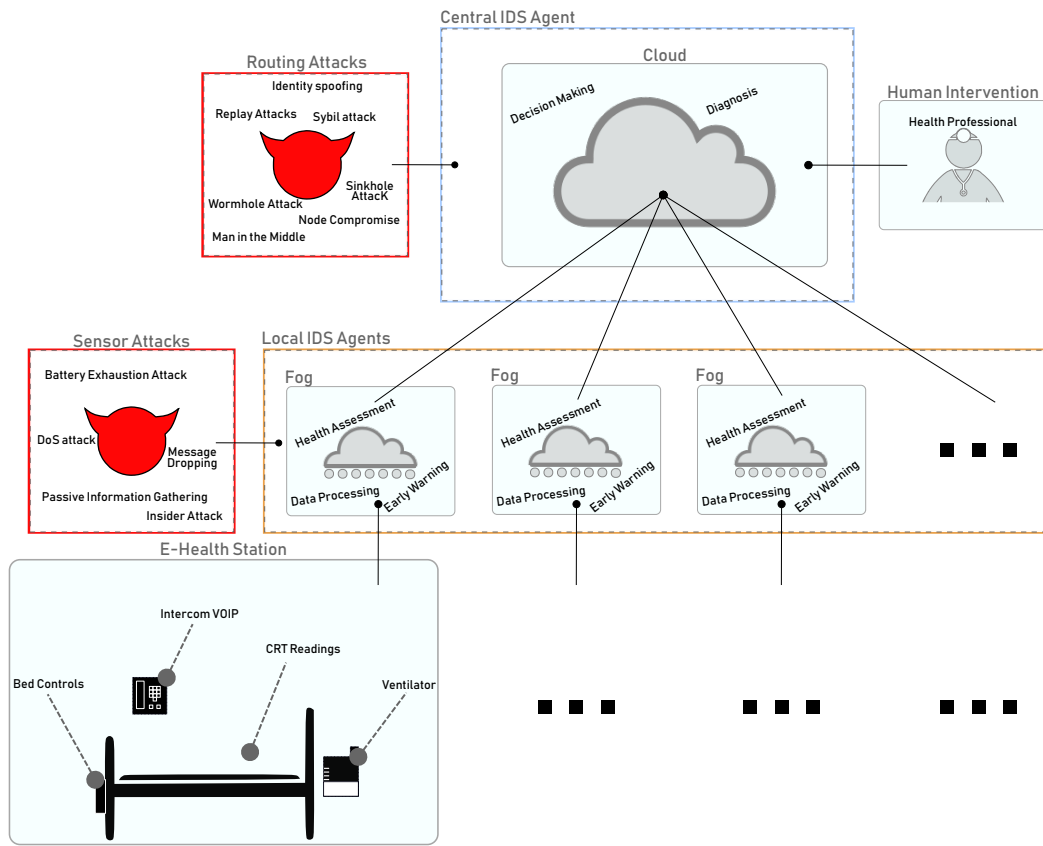 Central IDS Agent
Routing Attacks
Identity spoofing
Replay Attacks
Sybil attack
Sinkhole
AttacK
Wormhole Attack
Node Compromise
Man in the Middle
Cloud
Decision Making
Diagnosis
Human Intervention
Health Professional
Sensor Attacks
Battery Exhaustion Attack
DoS attack
Message
Dropping
Passive Information Gathering
Insider Attack
Local IDS Agents
Fog
Health Assessment
Data Processing
Early Warning
Fog
Health Assessment
Data Processing
Early Warning
Fog
Health Assessment
Data Processing
Early Warning
E-Health Station
Intercom VOIP
CRT Readings
Bed Controls
Ventilator